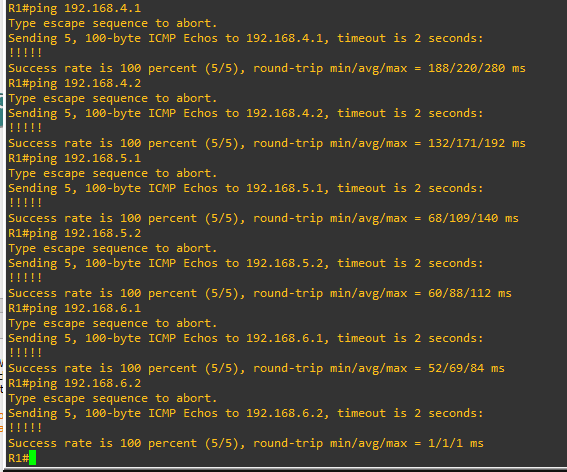 R1#ping 192.168.4.1
Type escape sequence to abort.
Sending 5, 100-byte ICMP Echos to 192.168.4.1, timeout is 2 seconds:
!!!!!
Success rate is 100 percent (5/5), round-trip min/avg/max = 188/220/280 ms
R1#ping 192.168.4.2
Type escape sequence to abort.
Sending 5, 100-byte ICMP Echos to 192.168.4.2, timeout is 2 seconds:
!!!!!
Success rate is 100 percent (5/5), round-trip min/avg/max = 132/171/192 ms
R1#ping 192.168.5.1
Type escape sequence to abort.
Sending 5, 100-byte ICMP Echos to 192.168.5.1, timeout is 2 seconds:
!!!!!
Success rate is 100 percent (5/5), round-trip min/avg/max = 68/109/140 ms
R1#ping 192.168.5.2
Type escape sequence to abort.
Sending 5, 100-byte ICMP Echos to 192.168.5.2, timeout is 2 seconds:
!!!!!
Success rate is 100 percent (5/5), round-trip min/avg/max = 60/88/112 ms
R1#ping 192.168.6.1
Type escape sequence to abort.
Sending 5, 100-byte ICMP Echos to 192.168.6.1, timeout is 2 seconds:
!!!!!
Success rate is 100 percent (5/5), round-trip min/avg/max = 52/69/84 ms
R1#ping 192.168.6.2
Type escape sequence to abort.
Sending 5, 100-byte ICMP Echos to 192.168.6.2, timeout is 2 seconds:
!!!!!
Success rate is 100 percent (5/5), round-trip min/avg/max = 1/1/1 ms
R1#